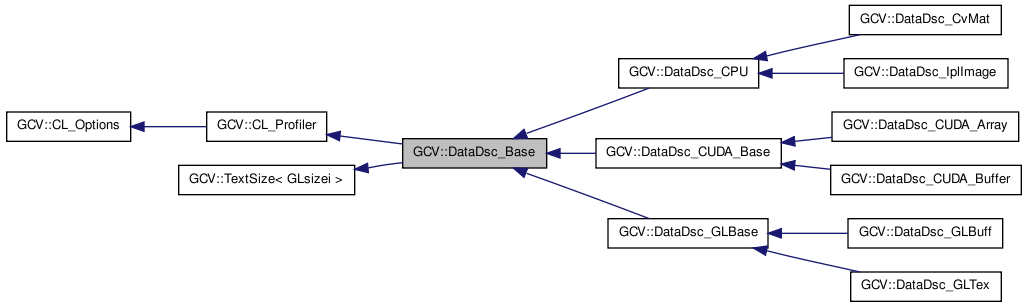 GCV::DataDsc_CvMat
GCV::DataDsc_CPU
GCV::DataDsc_IplImage
GCV::CL_Options
GCV::CL_Profiler
GCV::DataDsc_CUDA_Array
GCV::DataDsc_Base
GCV::DataDsc_CUDA_Base
GCV::TextSize< GLsizei >
GCV::DataDsc_CUDA_Buffer
GCV::DataDsc_GLBase
GCV::DataDsc_GLBuff
GCV::DataDsc_GLTex